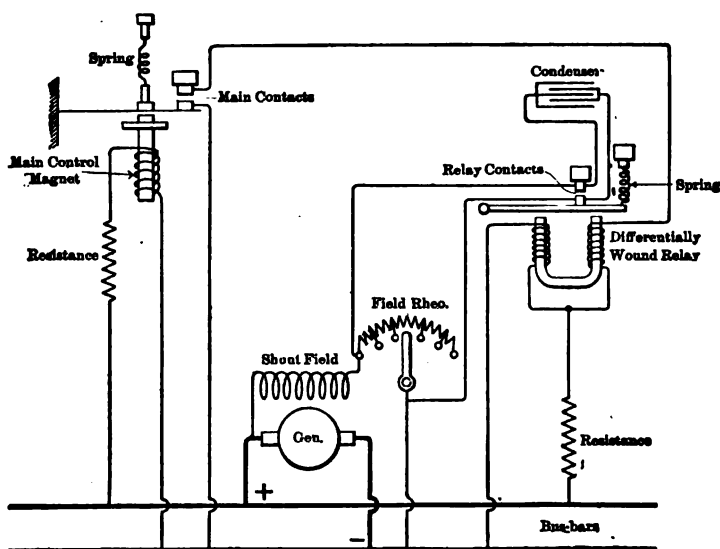 Spring
Main Contacts
Condenser
Main Control
Magnet
Relay Contacts
Spring
Resistance
Differentially
Wound Relay
Field Rheo.
Shunt Field
Gen.
Resistance
+
−
Bus-bars